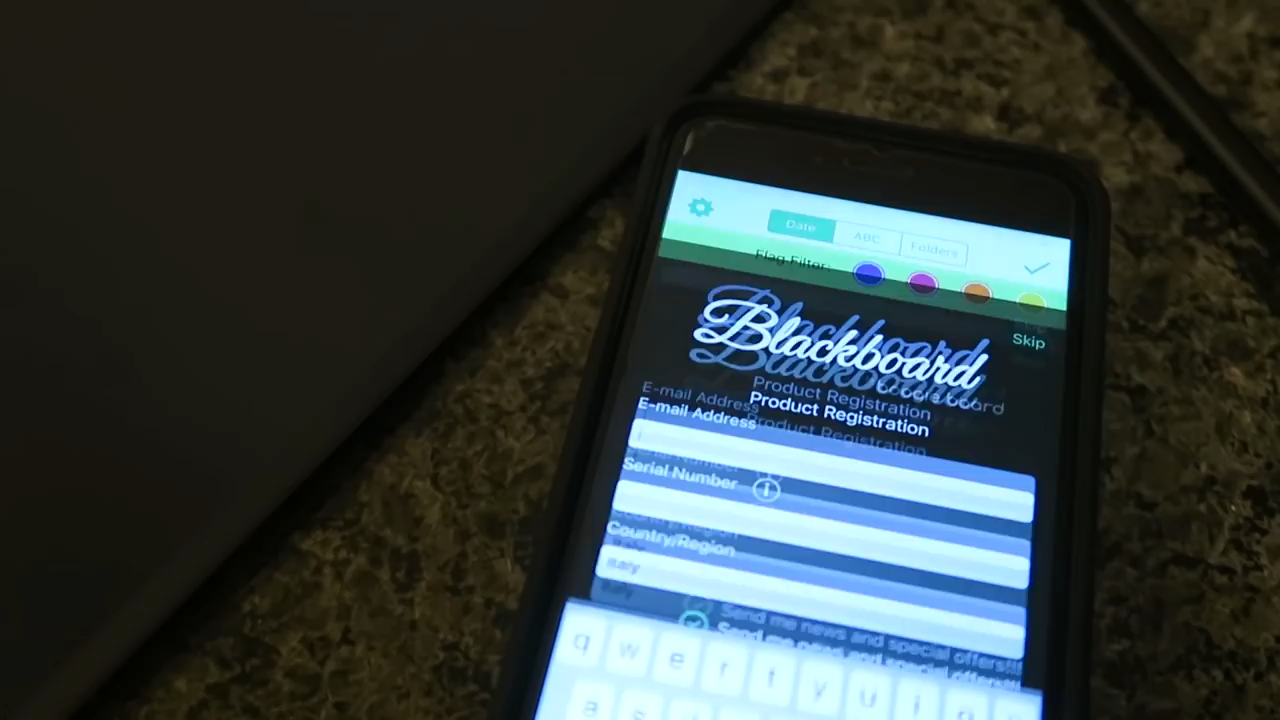 Date ABC Folders
Flag Filter:
Skip
Blackboard
Product Registration
E-mail Address
Serial Number
i
Country/Region
Italy
Send me news and special offers!!!
q w e r t y u i
a s